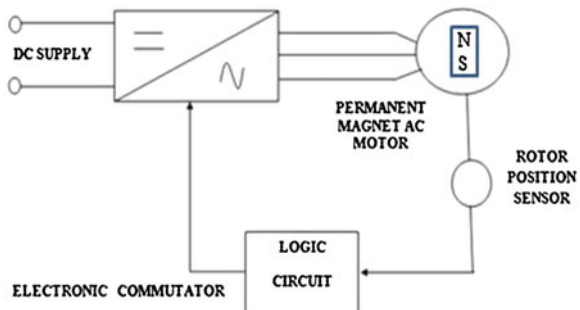 DC SUPPLY
N
S
PERMANENT
MAGNET AC
MOTOR
ROTOR
POSITION
SENSOR
LOGIC
CIRCUIT
ELECTRONIC COMMUTATOR